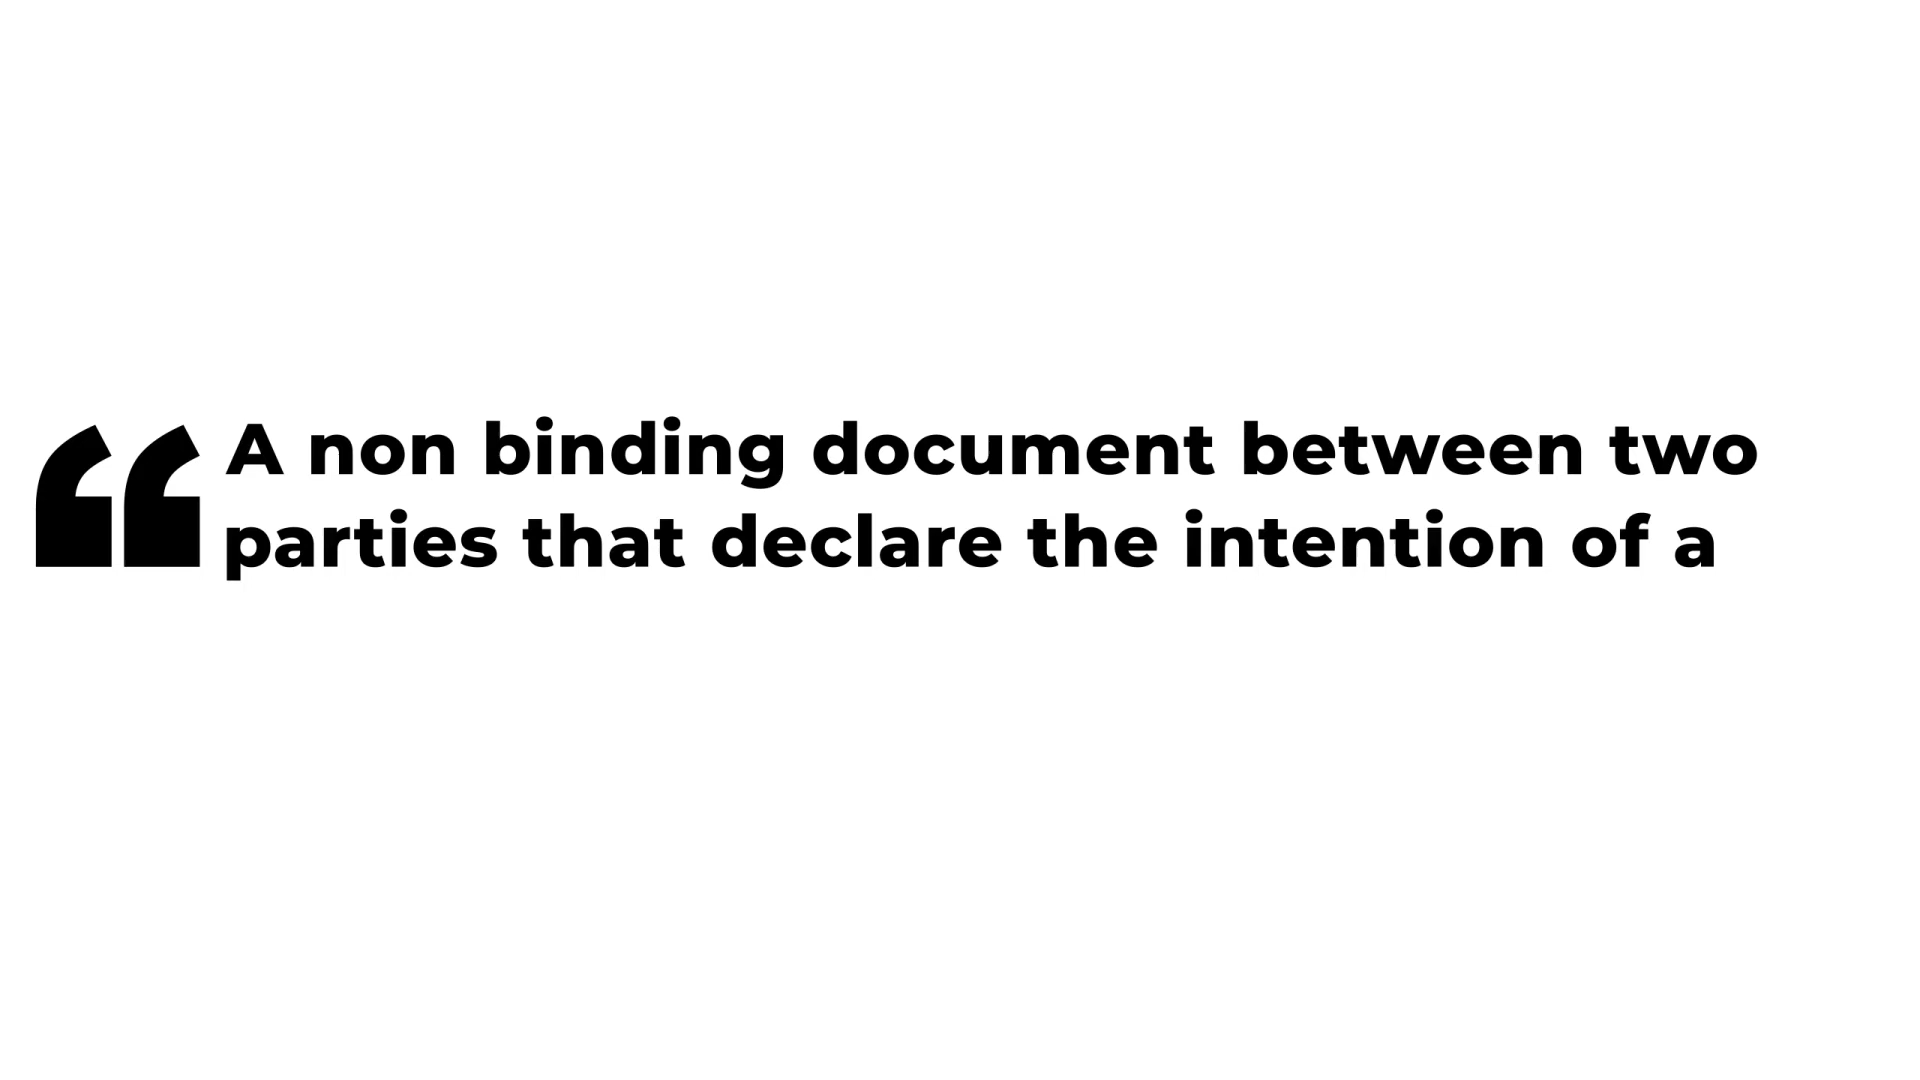 “A non binding document between two
parties that declare the intention of a